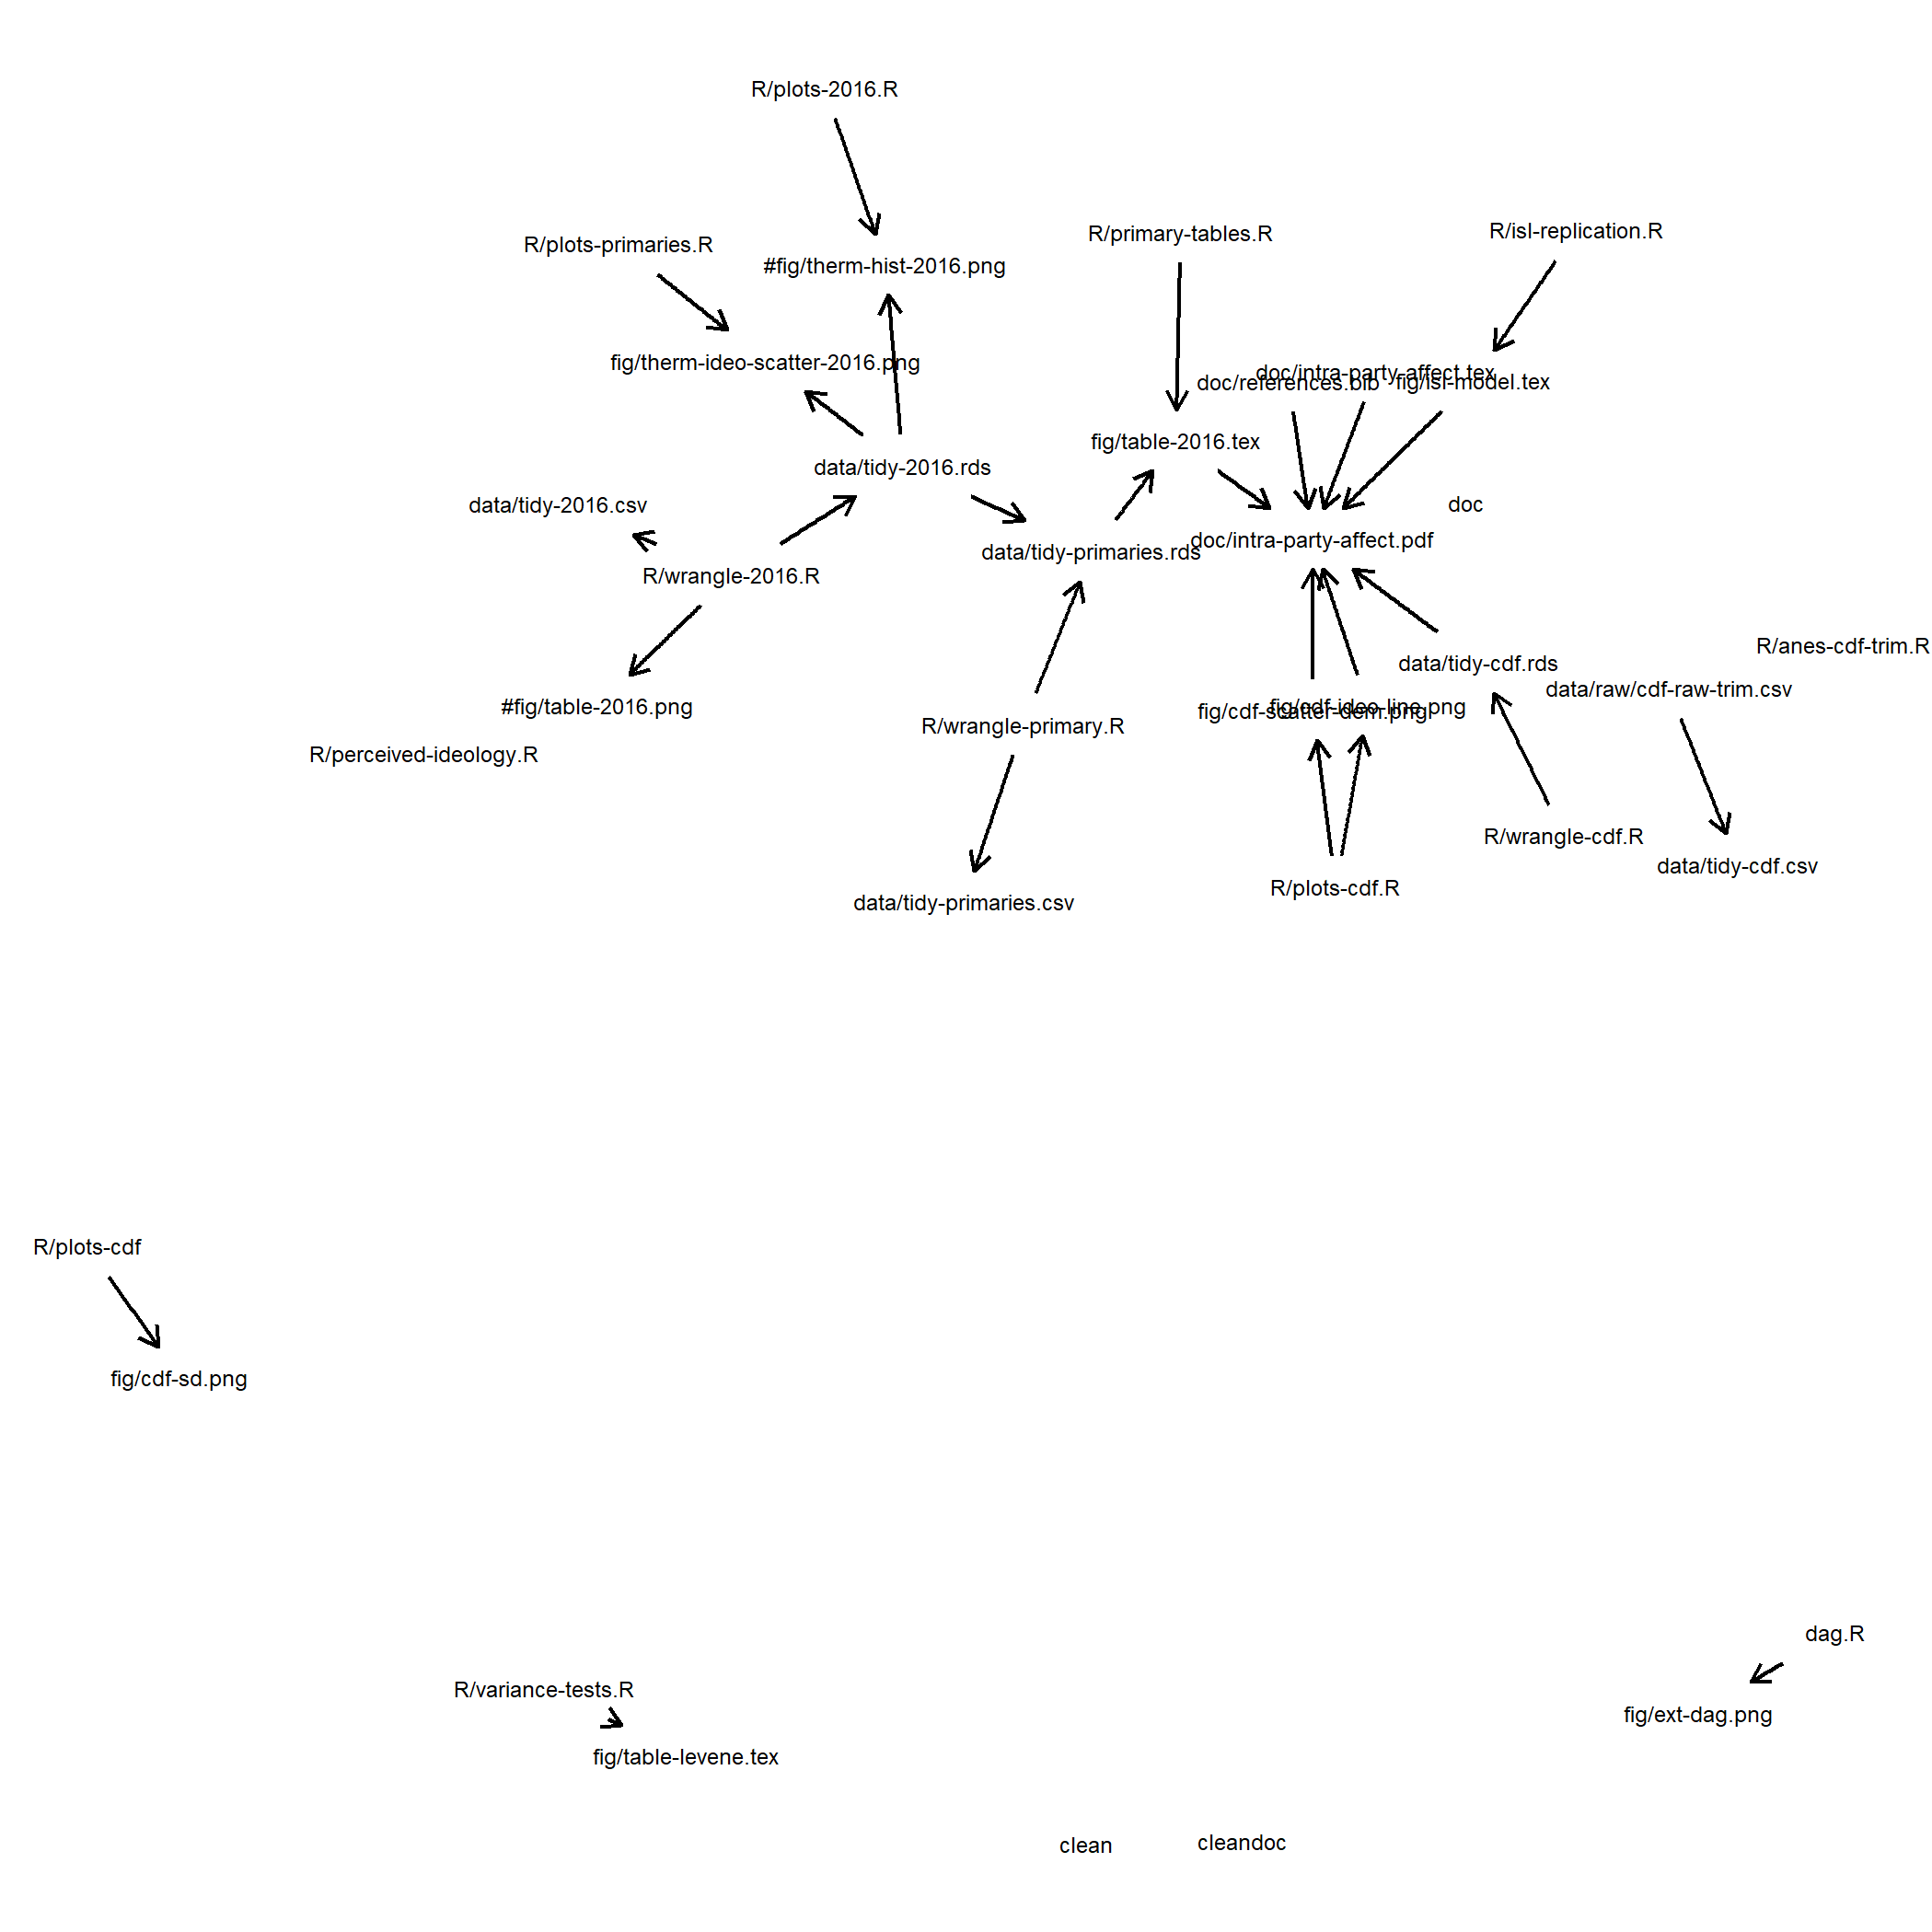 R/plots-2016.R
R/plots-primaries.R
#fig/therm-hist-2016.png
R/primary-tables.R
R/isl-replication.R
fig/therm-ideo-scatter-2016.png
doc/intra-party-affect.tex
doc/references.bib
fig/isl-model.tex
fig/table-2016.tex
data/tidy-2016.rds
data/tidy-2016.csv
doc
data/tidy-primaries.rds
doc/intra-party-affect.pdf
R/wrangle-2016.R
R/anes-cdf-trim.R
data/tidy-cdf.rds
data/raw/cdf-raw-trim.csv
#fig/table-2016.png
fig/cdf-scatter-dem.png
fig/cdf-ideo-line.png
R/wrangle-primary.R
R/perceived-ideology.R
R/wrangle-cdf.R
data/tidy-cdf.csv
R/plots-cdf.R
data/tidy-primaries.csv
R/plots-cdf
fig/cdf-sd.png
dag.R
R/variance-tests.R
fig/ext-dag.png
fig/table-levene.tex
clean
cleandoc